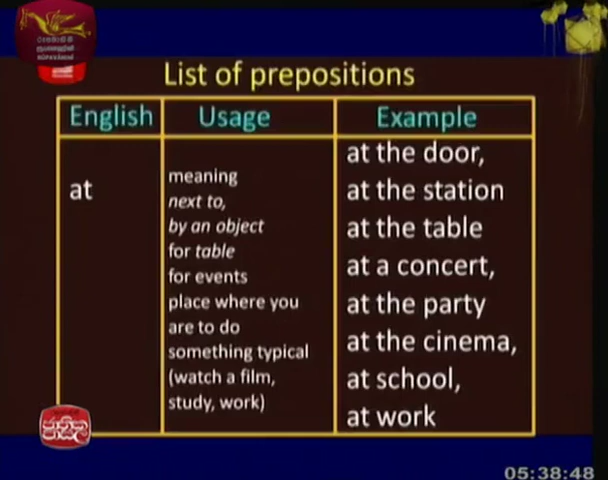 List of prepositions
English Usage Example
at
meaning
next to,
by an object
for table
for events
place where you
are to do
something typical
(watch a film,
study, work)
at the door,
at the station
at the table
at a concert,
at the party
at the cinema,
at school,
at work
05:38:48